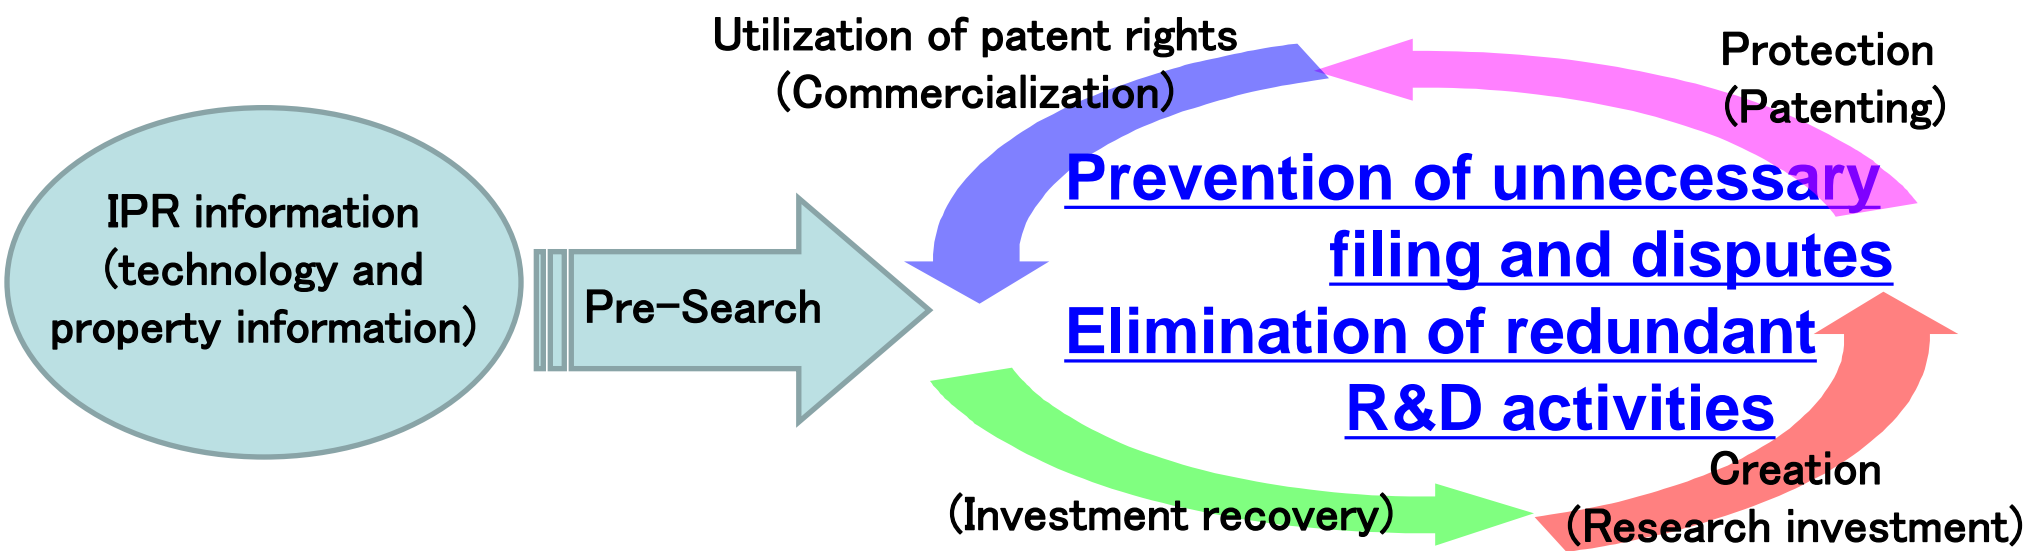 IPR information
(technology and
property information)
Pre-Search
Utilization of patent rights
(Commercialization)
Protection
(Patenting)
Prevention of unnecessary
filing and disputes
Elimination of redundant
R&D activities
(Investment recovery)
Creation
(Research investment)